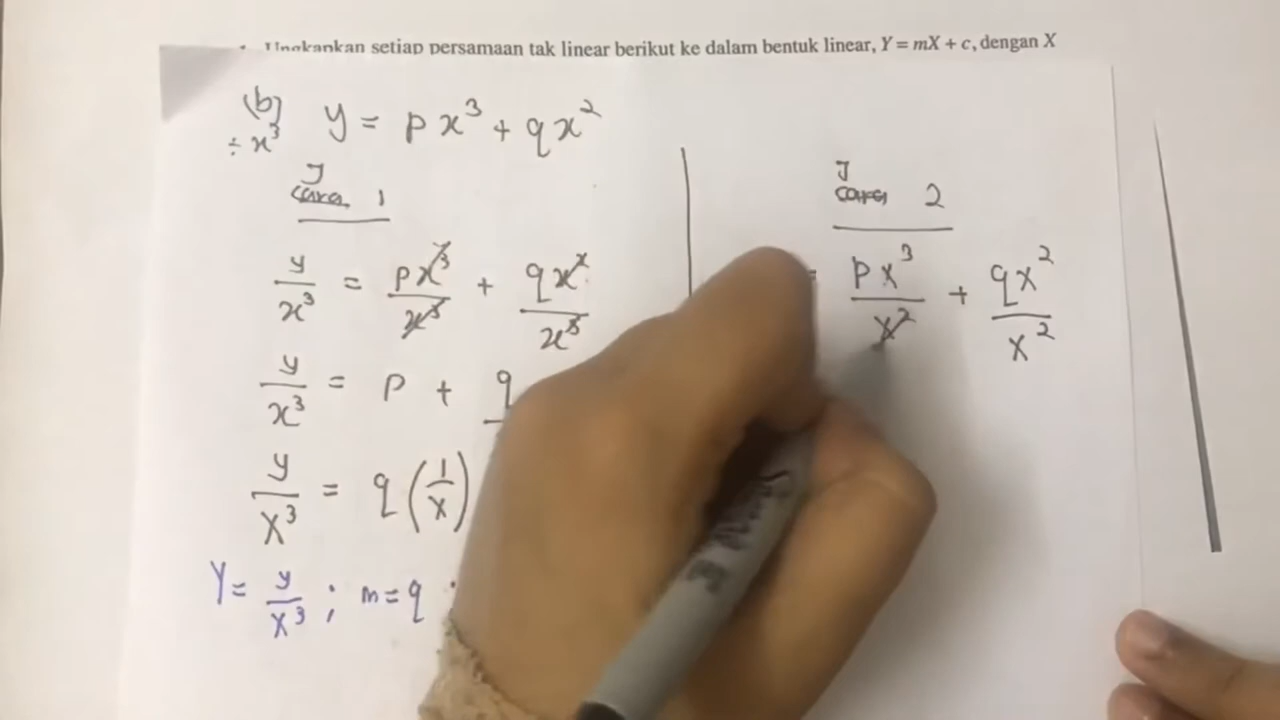 Ungkapkan setiap persamaan tak linear berikut ke dalam bentuk linear, Y = mX + c, dengan X
(b) y = px³ + qx²
÷ x³
Cara 1
y/x³ = px³/x³ + qx²/x³
y/x³ = p + q
y/x³ = q(1/x)
Y = y/x³ ; m = q
Cara 2
= px³/x² + qx²/x²